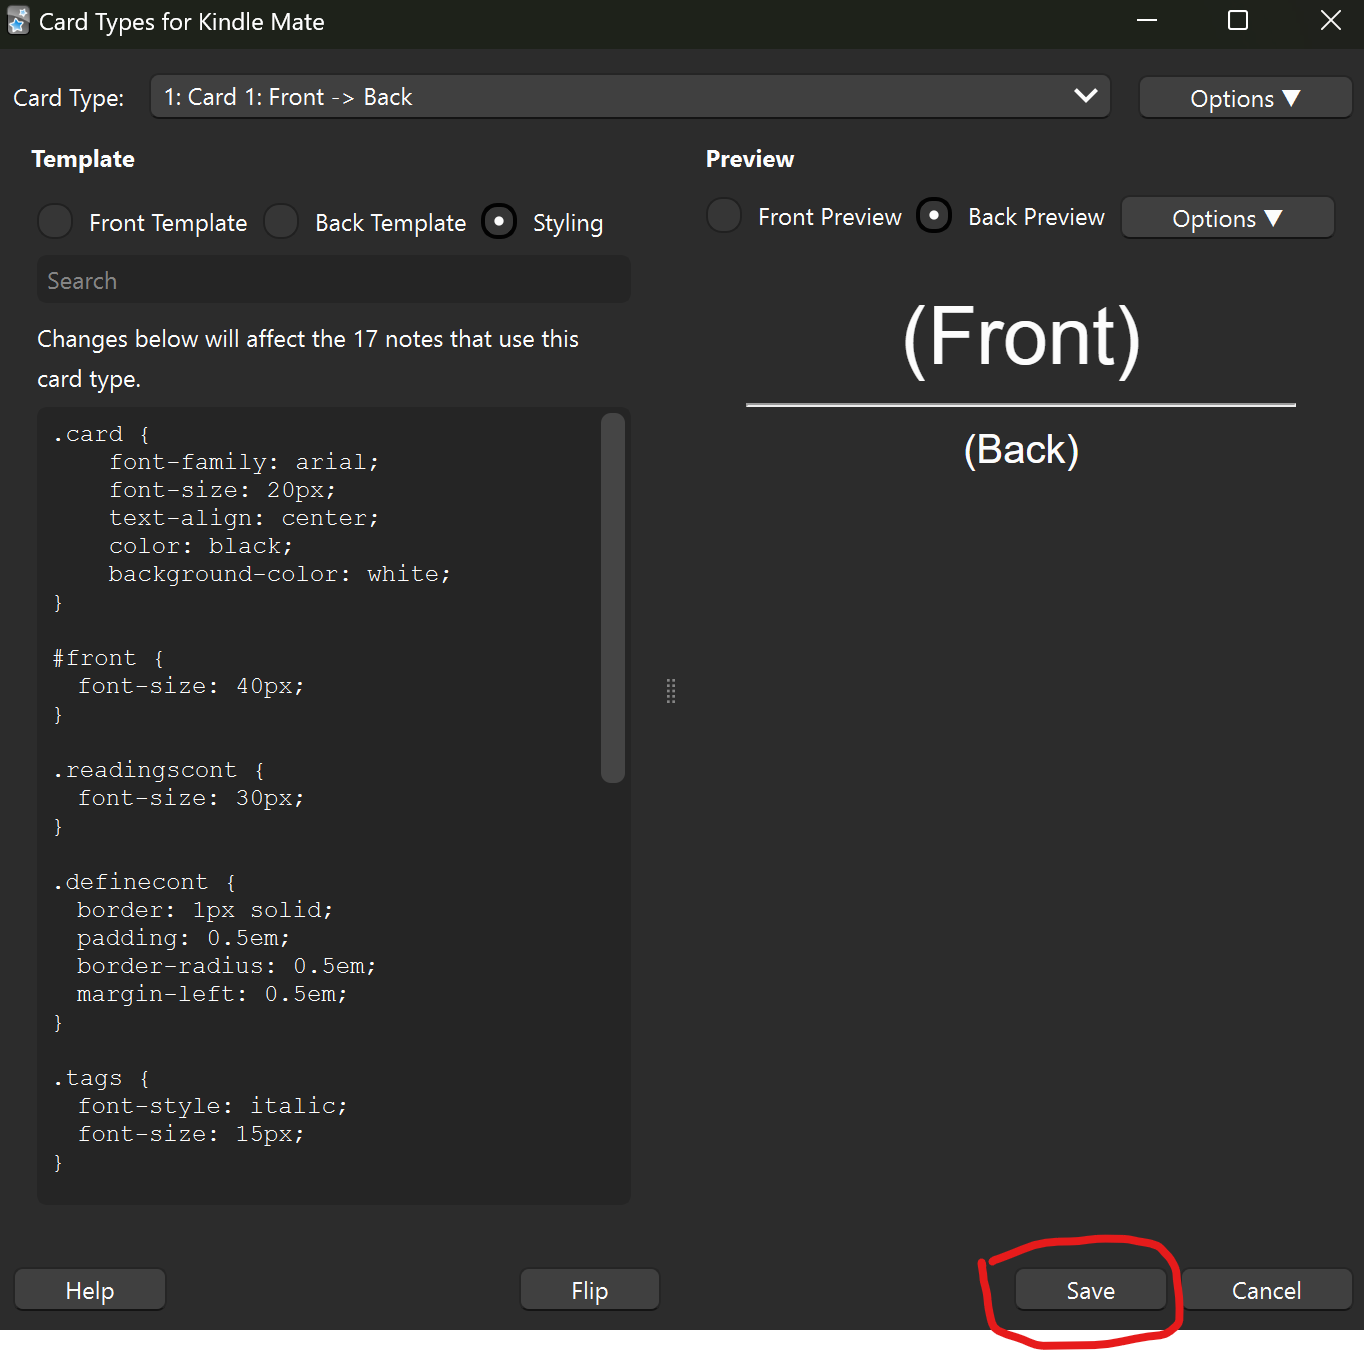 Card Types for Kindle Mate
Card Type: 1: Card 1: Front -> Back Options ▼
Template
Front Template Back Template Styling
Search
Changes below will affect the 17 notes that use this
card type.
.card {
    font-family: arial;
    font-size: 20px;
    text-align: center;
    color: black;
    background-color: white;
}
#front {
  font-size: 40px;
}
.readingscont {
  font-size: 30px;
}
.definecont {
  border: 1px solid;
  padding: 0.5em;
  border-radius: 0.5em;
  margin-left: 0.5em;
}
.tags {
  font-style: italic;
  font-size: 15px;
}
Preview
Front Preview Back Preview Options ▼
(Front)
(Back)
Help Flip Save Cancel